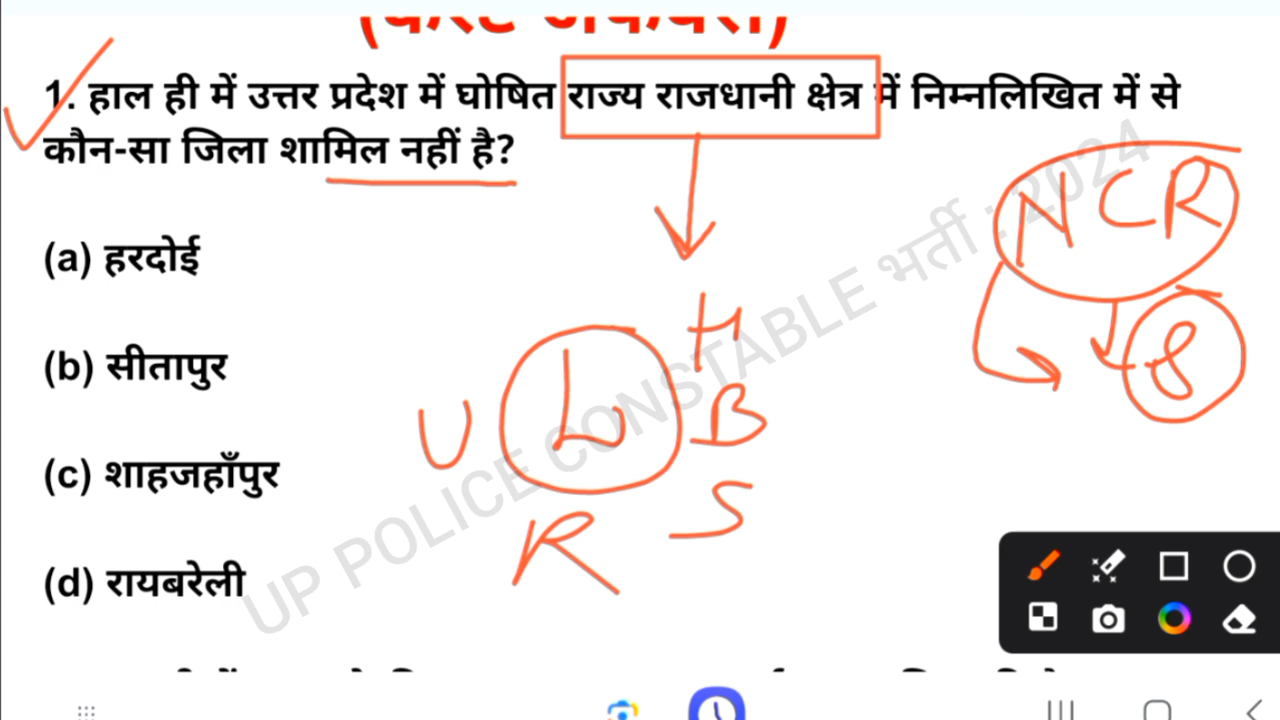 1. हाल ही में उत्तर प्रदेश में घोषित राज्य राजधानी क्षेत्र में निम्नलिखित में से
कौन-सा जिला शामिल नहीं है?
NCR
(a) हरदोई
H
8
(b) सीतापुर
U L B
(c) शाहजहाँपुर
S
R
(d) रायबरेली
UP POLICE CONSTABLE भर्ती : 2024